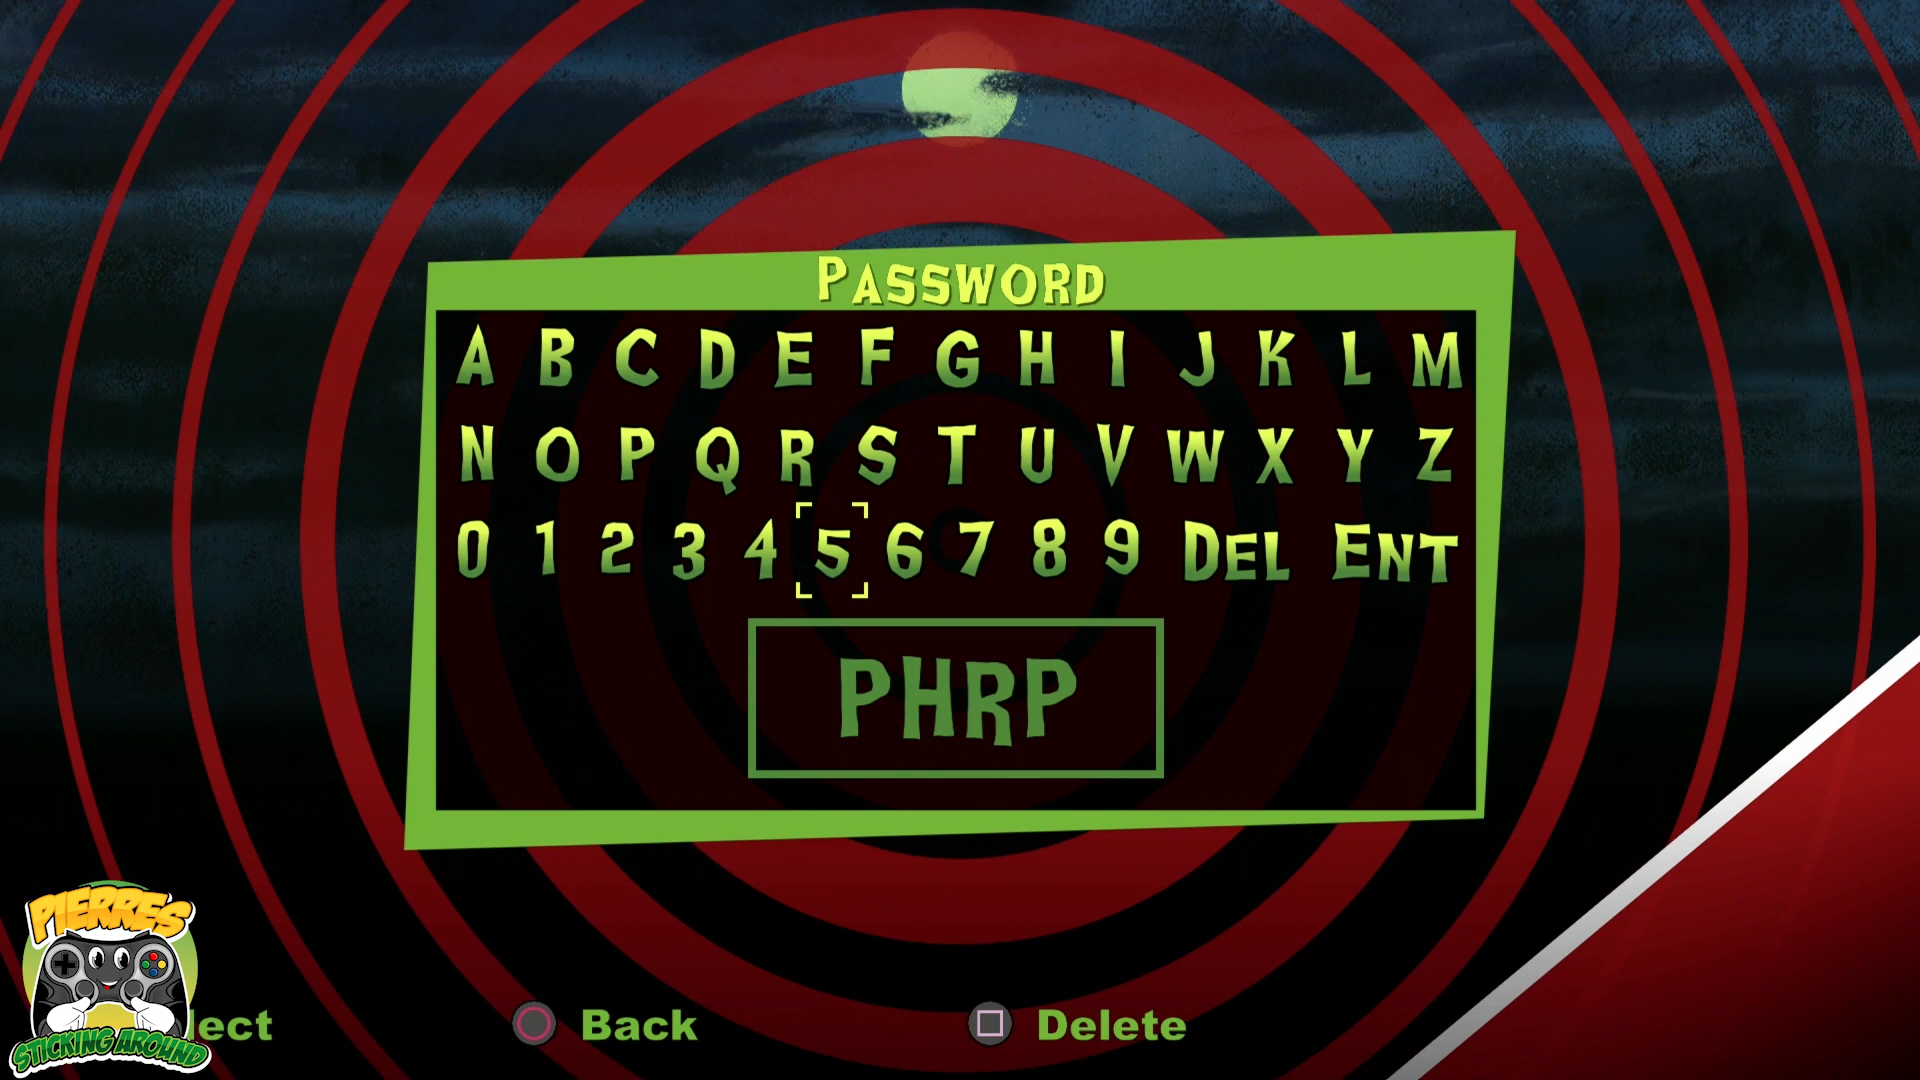 PASSWORD
A B C D E F G H I J K L M
N O P Q R S T U V W X Y Z
0 1 2 3 4 5 6 7 8 9 DEL ENT
PHRP
lect Back Delete
PIERRES
STICKING AROUND